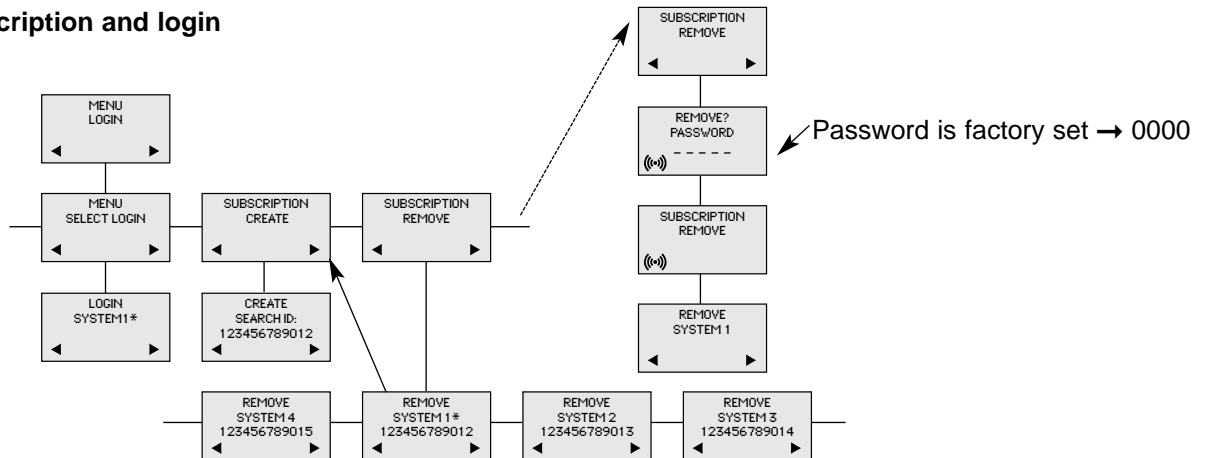 cription and login
SUBSCRIPTION
REMOVE
MENU
LOGIN
REMOVE?
PASSWORD
- - - - -
Password is factory set → 0000
MENU
SELECT LOGIN
SUBSCRIPTION
CREATE
SUBSCRIPTION
REMOVE
SUBSCRIPTION
REMOVE
LOGIN
SYSTEM1*
CREATE
SEARCH ID:
123456789012
REMOVE
SYSTEM 1
REMOVE
SYSTEM 4
123456789015
REMOVE
SYSTEM 1*
123456789012
REMOVE
SYSTEM 2
123456789013
REMOVE
SYSTEM 3
123456789014